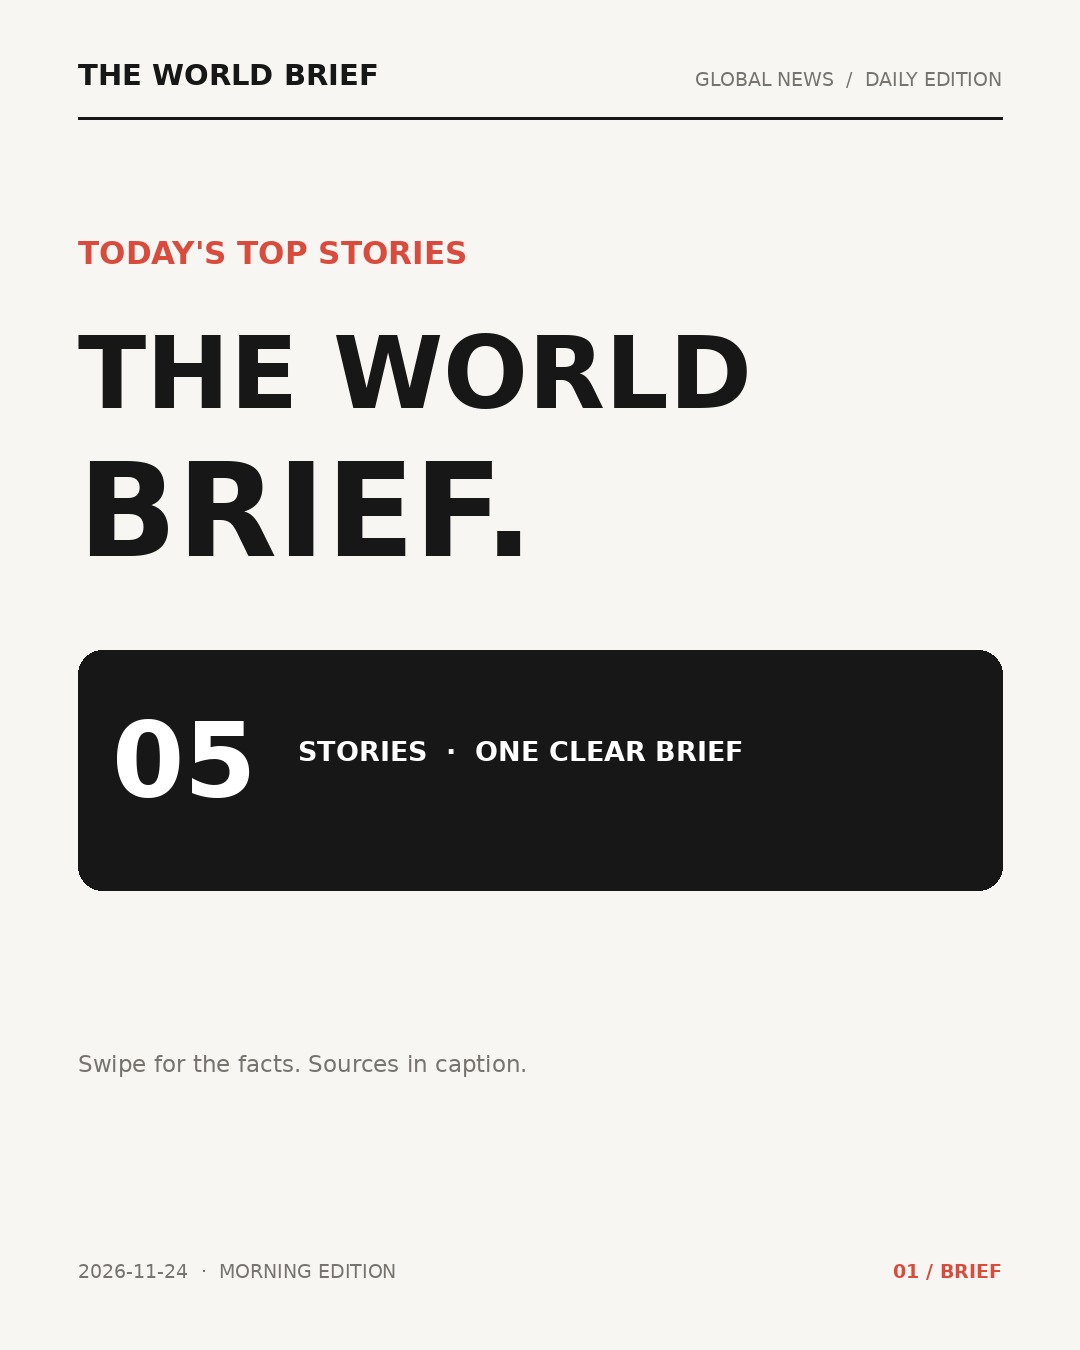 THE WORLD BRIEF
GLOBAL NEWS / DAILY EDITION
TODAY'S TOP STORIES
THE WORLD
BRIEF.
05
STORIES · ONE CLEAR BRIEF
Swipe for the facts. Sources in caption.
2026-11-24 · MORNING EDITION
01 / BRIEF